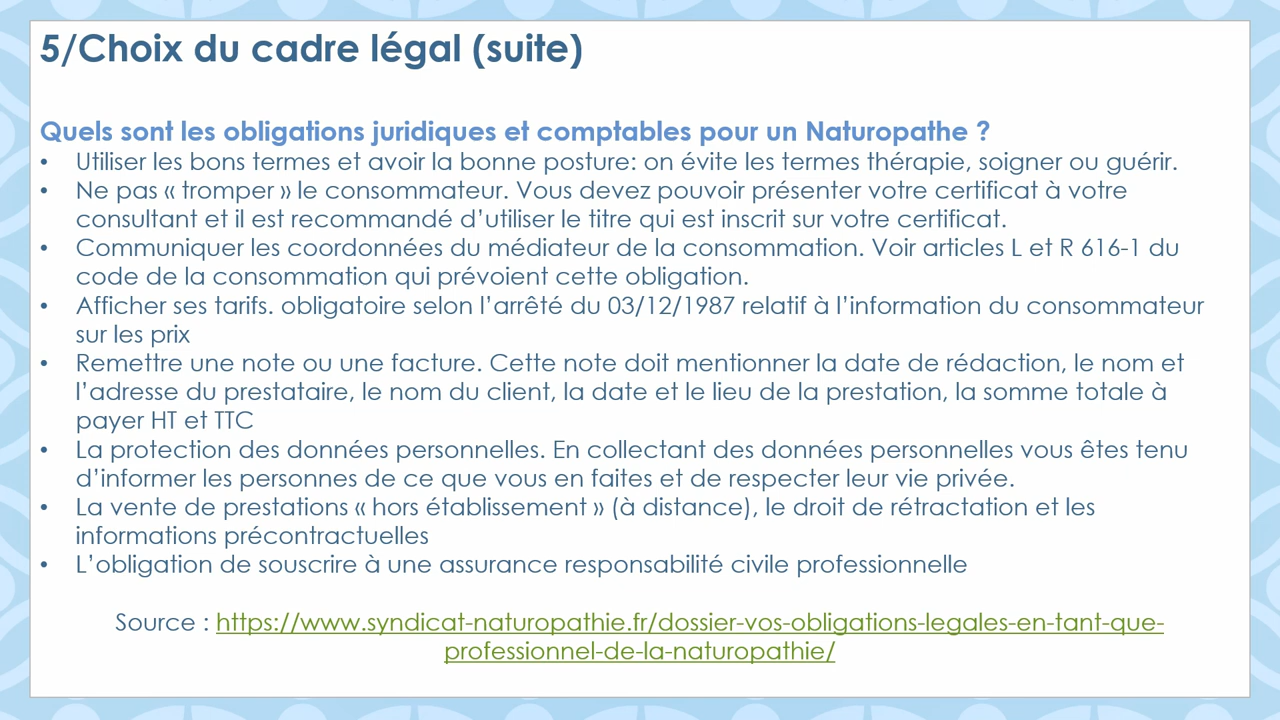 5/Choix du cadre légal (suite)
Quels sont les obligations juridiques et comptables pour un Naturopathe ?
• Utiliser les bons termes et avoir la bonne posture: on évite les termes thérapie, soigner ou guérir.
• Ne pas « tromper » le consommateur. Vous devez pouvoir présenter votre certificat à votre
consultant et il est recommandé d’utiliser le titre qui est inscrit sur votre certificat.
• Communiquer les coordonnées du médiateur de la consommation. Voir articles L et R 616-1 du
code de la consommation qui prévoient cette obligation.
• Afficher ses tarifs. obligatoire selon l’arrêté du 03/12/1987 relatif à l’information du consommateur
sur les prix
• Remettre une note ou une facture. Cette note doit mentionner la date de rédaction, le nom et
l’adresse du prestataire, le nom du client, la date et le lieu de la prestation, la somme totale à
payer HT et TTC
• La protection des données personnelles. En collectant des données personnelles vous êtes tenu
d’informer les personnes de ce que vous en faites et de respecter leur vie privée.
• La vente de prestations « hors établissement » (à distance), le droit de rétractation et les
informations précontractuelles
• L’obligation de souscrire à une assurance responsabilité civile professionnelle
Source : https://www.syndicat-naturopathie.fr/dossier-vos-obligations-legales-en-tant-que-
professionnel-de-la-naturopathie/